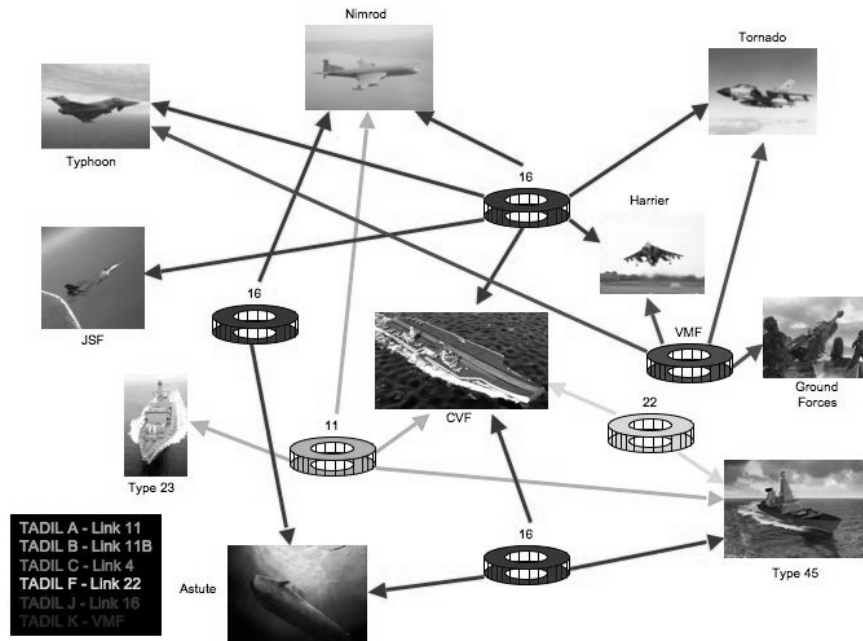 Nimrod
Tornado
Typhoon
16
Harrier
16
JSF
VMF
Ground
Forces
CVF
22
11
Type 23
TADIL A - Link 11
TADIL B - Link 11B
TADIL C - Link 4
TADIL F - Link 22
TADIL J - Link 16
TADIL K - VMF
16
Astute
Type 45